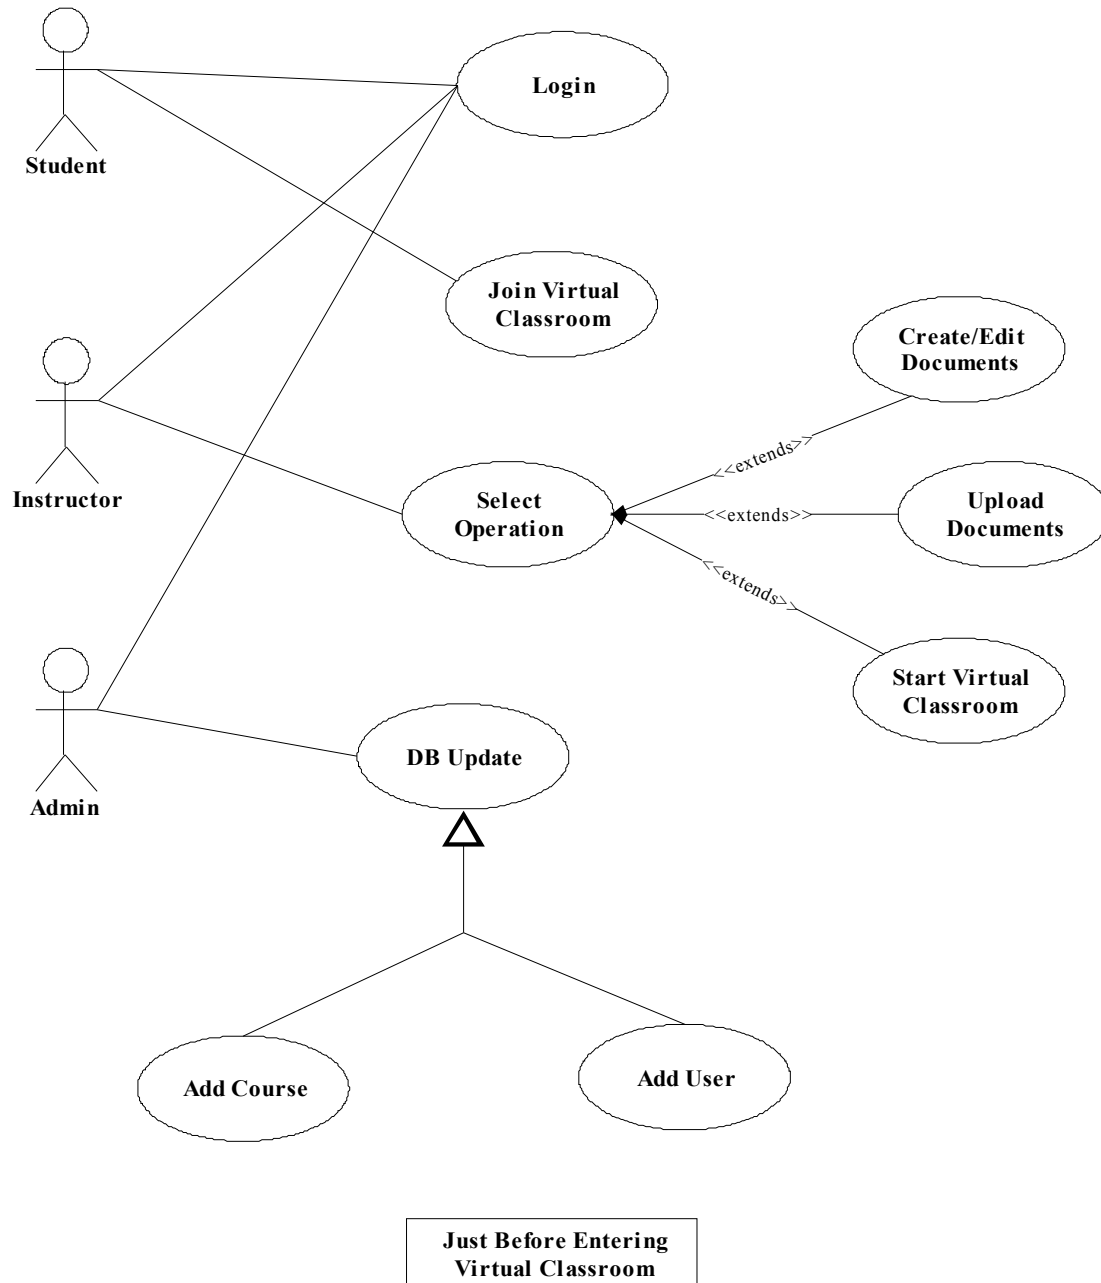 Login
Student
Join Virtual
Classroom
Create/Edit
Documents
<<extends>>
Instructor
Select
Operation
<<extends>>
Upload
Documents
<<extends>>
Start Virtual
Classroom
DB Update
Admin
Add Course
Add User
Just Before Entering
Virtual Classroom